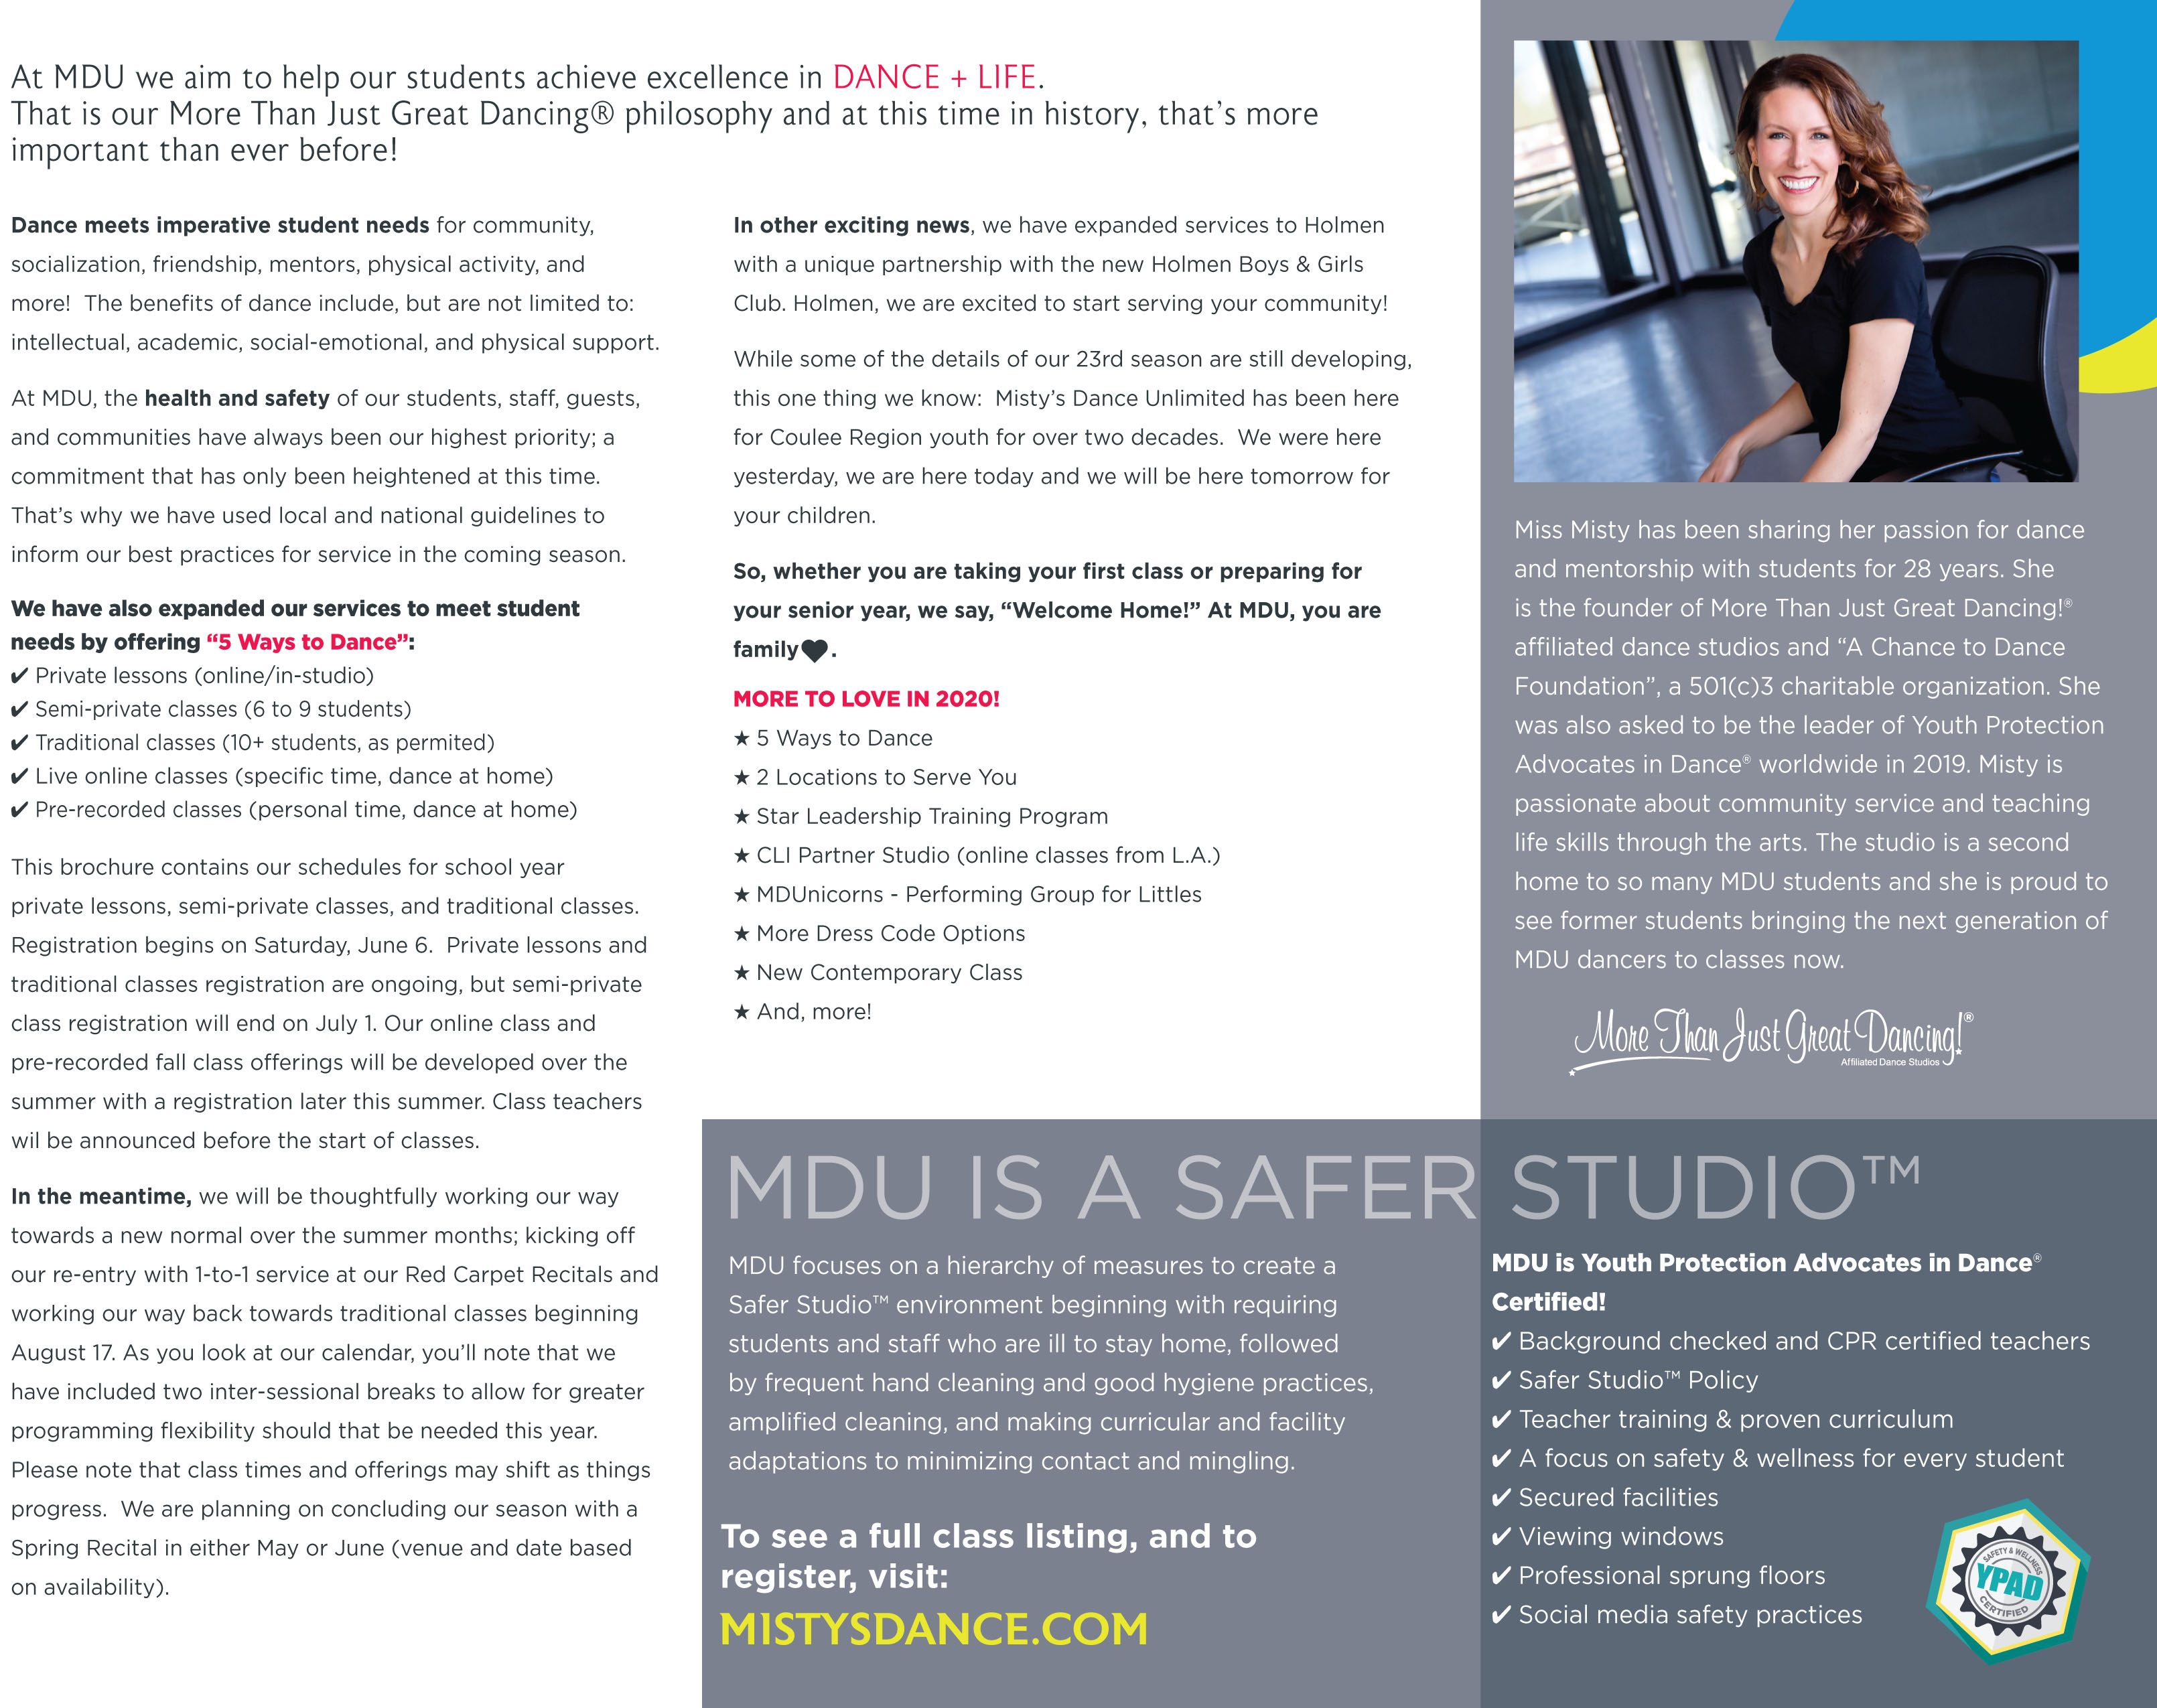 At MDU we aim to help our students achieve excellence in DANCE + LIFE.
That is our More Than Just Great Dancing® philosophy and at this time in history, that's more
important than ever before!
Dance meets imperative student needs for community,
socialization, friendship, mentors, physical activity, and
more!  The benefits of dance include, but are not limited to:
intellectual, academic, social-emotional, and physical support.
At MDU, the health and safety of our students, staff, guests,
and communities have always been our highest priority; a
commitment that has only been heightened at this time.
That's why we have used local and national guidelines to
inform our best practices for service in the coming season.
We have also expanded our services to meet student
needs by offering “5 Ways to Dance”:
✔ Private lessons (online/in-studio)
✔ Semi-private classes (6 to 9 students)
✔ Traditional classes (10+ students, as permited)
✔ Live online classes (specific time, dance at home)
✔ Pre-recorded classes (personal time, dance at home)
This brochure contains our schedules for school year
private lessons, semi-private classes, and traditional classes.
Registration begins on Saturday, June 6.  Private lessons and
traditional classes registration are ongoing, but semi-private
class registration will end on July 1. Our online class and
pre-recorded fall class offerings will be developed over the
summer with a registration later this summer. Class teachers
wil be announced before the start of classes.
In the meantime, we will be thoughtfully working our way
towards a new normal over the summer months; kicking off
our re-entry with 1-to-1 service at our Red Carpet Recitals and
working our way back towards traditional classes beginning
August 17. As you look at our calendar, you'll note that we
have included two inter-sessional breaks to allow for greater
programming flexibility should that be needed this year.
Please note that class times and offerings may shift as things
progress.  We are planning on concluding our season with a
Spring Recital in either May or June (venue and date based
on availability).
In other exciting news, we have expanded services to Holmen
with a unique partnership with the new Holmen Boys & Girls
Club. Holmen, we are excited to start serving your community!
While some of the details of our 23rd season are still developing,
this one thing we know:  Misty's Dance Unlimited has been here
for Coulee Region youth for over two decades.  We were here
yesterday, we are here today and we will be here tomorrow for
your children.
So, whether you are taking your first class or preparing for
your senior year, we say, “Welcome Home!” At MDU, you are
family♥.
MORE TO LOVE IN 2020!
★ 5 Ways to Dance
★ 2 Locations to Serve You
★ Star Leadership Training Program
★ CLI Partner Studio (online classes from L.A.)
★ MDUnicorns - Performing Group for Littles
★ More Dress Code Options
★ New Contemporary Class
★ And, more!
Miss Misty has been sharing her passion for dance
and mentorship with students for 28 years. She
is the founder of More Than Just Great Dancing!®
affiliated dance studios and “A Chance to Dance
Foundation”, a 501(c)3 charitable organization. She
was also asked to be the leader of Youth Protection
Advocates in Dance® worldwide in 2019. Misty is
passionate about community service and teaching
life skills through the arts. The studio is a second
home to so many MDU students and she is proud to
see former students bringing the next generation of
MDU dancers to classes now.
More Than Just Great Dancing!®
Affiliated Dance Studios
MDU IS A SAFER STUDIO™
MDU focuses on a hierarchy of measures to create a
Safer Studio™ environment beginning with requiring
students and staff who are ill to stay home, followed
by frequent hand cleaning and good hygiene practices,
amplified cleaning, and making curricular and facility
adaptations to minimizing contact and mingling.
To see a full class listing, and to
register, visit:
MISTYSDANCE.COM
MDU is Youth Protection Advocates in Dance®
Certified!
✔ Background checked and CPR certified teachers
✔ Safer Studio™ Policy
✔ Teacher training & proven curriculum
✔ A focus on safety & wellness for every student
✔ Secured facilities
✔ Viewing windows
✔ Professional sprung floors
✔ Social media safety practices
SAFETY & WELLNESS
YPAD
CERTIFIED